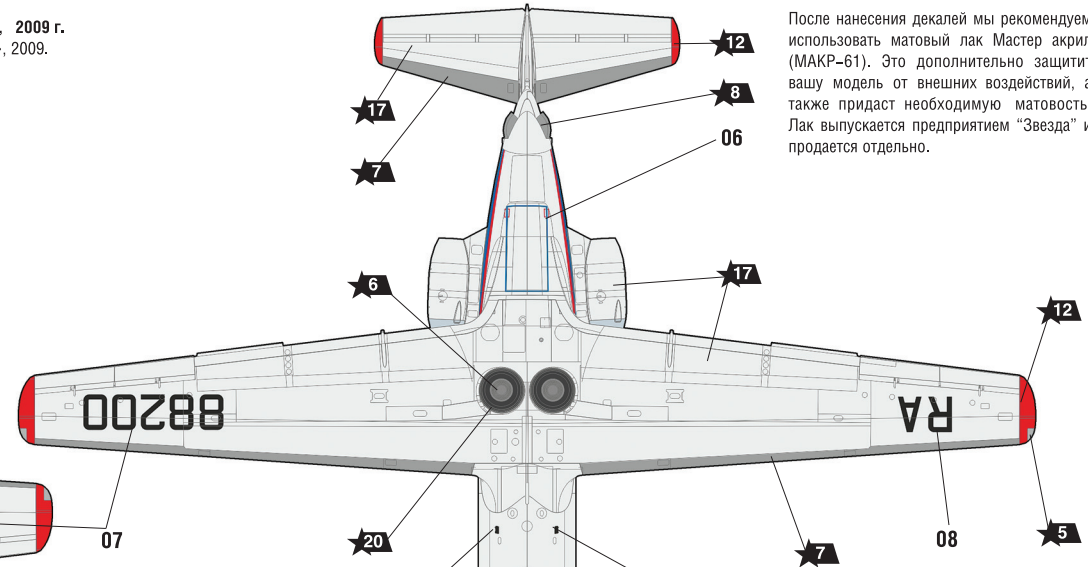 , 2009 г.
, 2009.
После нанесения декалей мы рекомендуем
использовать матовый лак Мастер акрил
(МАКР–61). Это дополнительно защитит
вашу модель от внешних воздействий, а
также придаст необходимую матовость.
Лак выпускается предприятием “Звезда” и
продается отдельно.
12
17
8
7
06
6
17
12
88200
RA
07
20
7
08
5